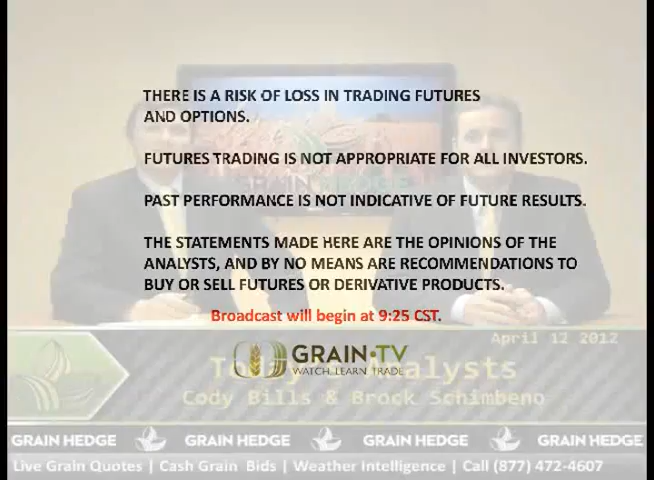 THERE IS A RISK OF LOSS IN TRADING FUTURES
AND OPTIONS.
FUTURES TRADING IS NOT APPROPRIATE FOR ALL INVESTORS.
GRAIN HEDGE
PAST PERFORMANCE IS NOT INDICATIVE OF FUTURE RESULTS.
THE STATEMENTS MADE HERE ARE THE OPINIONS OF THE
ANALYSTS, AND BY NO MEANS ARE RECOMMENDATIONS TO
BUY OR SELL FUTURES OR DERIVATIVE PRODUCTS.
Broadcast will begin at 9:25 CST.
April 12 2012
GRAIN·TV
WATCH LEARN TRADE
Today's Analysts
Cody Bills & Brock Schimbeno
GRAIN HEDGE GRAIN HEDGE GRAIN HEDGE GRAIN HEDGE
Live Grain Quotes | Cash Grain Bids | Weather Intelligence | Call (877) 472-4607